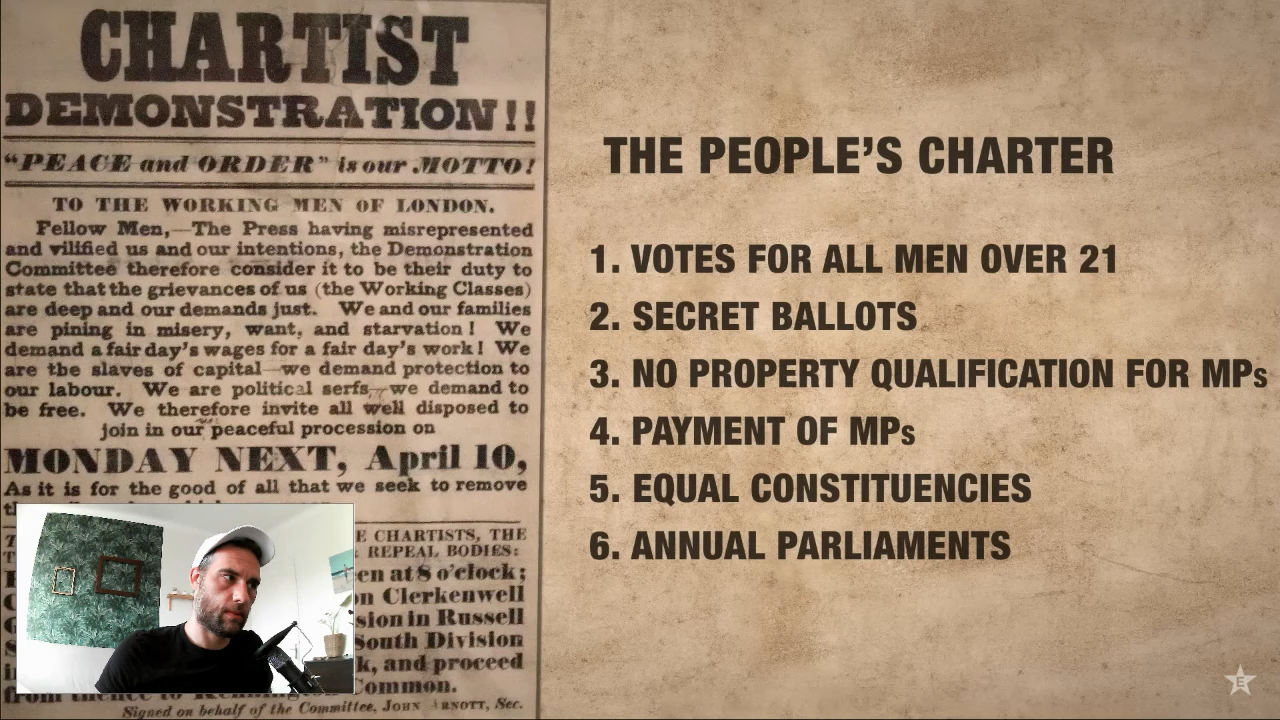 CHARTIST
DEMONSTRATION!!
"PEACE and ORDER" is our MOTTO!
TO THE WORKING MEN OF LONDON.
Fellow Men,—The Press having misrepresented
and vilified us and our intentions, the Demonstration
Committee therefore consider it to be their duty to
state that the grievances of us (the Working Classes)
are deep and our demands just. We and our families
are pining in misery, want, and starvation! We
demand a fair day's wages for a fair day's work! We
are the slaves of capital—we demand protection to
our labour. We are political serfs—we demand to
be free. We therefore invite all well disposed to
join in our peaceful procession on
MONDAY NEXT, April 10,
As it is for the good of all that we seek to remove
E CHARTISTS, THE
REPEAL BODIES:
en at 8 o'clock;
on Clerkenwell
sion in Russell
South Division
k, and proceed
from thence to Kennington Common.
Signed on behalf of the Committee, JOHN ARNOTT, Sec.
THE PEOPLE'S CHARTER
1. VOTES FOR ALL MEN OVER 21
2. SECRET BALLOTS
3. NO PROPERTY QUALIFICATION FOR MPs
4. PAYMENT OF MPs
5. EQUAL CONSTITUENCIES
6. ANNUAL PARLIAMENTS
E